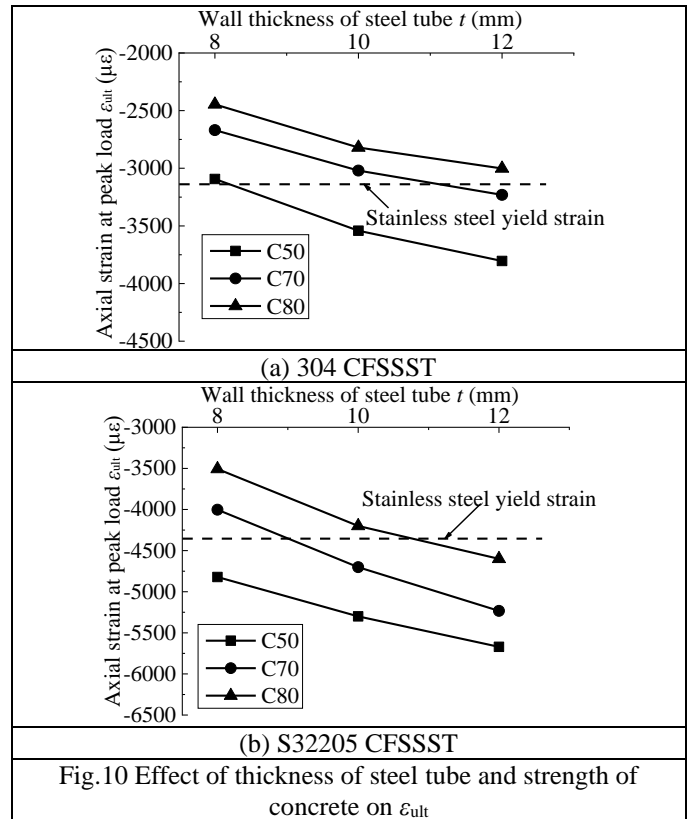 Wall thickness of steel tube t (mm)
8 10 12
Axial strain at peak load εult (με)
-2000
-2500
-3000
-3500
-4000
-4500
Stainless steel yield strain
C50
C70
C80
(a) 304 CFSSST
Wall thickness of steel tube t (mm)
8 10 12
Axial strain at peak load εult (με)
-3000
-3500
-4000
-4500
-5000
-5500
-6000
-6500
Stainless steel yield strain
C50
C70
C80
(b) S32205 CFSSST
Fig.10 Effect of thickness of steel tube and strength of
concrete on εult